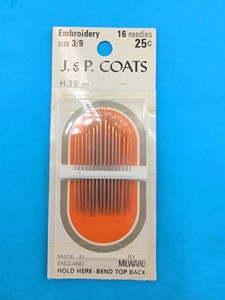 Embroidery 16 needles
SIZE 3/9 25¢
J. & P. COATS
H.35
MADE IN BY
ENGLAND MILWARD
HOLD HERE-BEND TOP BACK